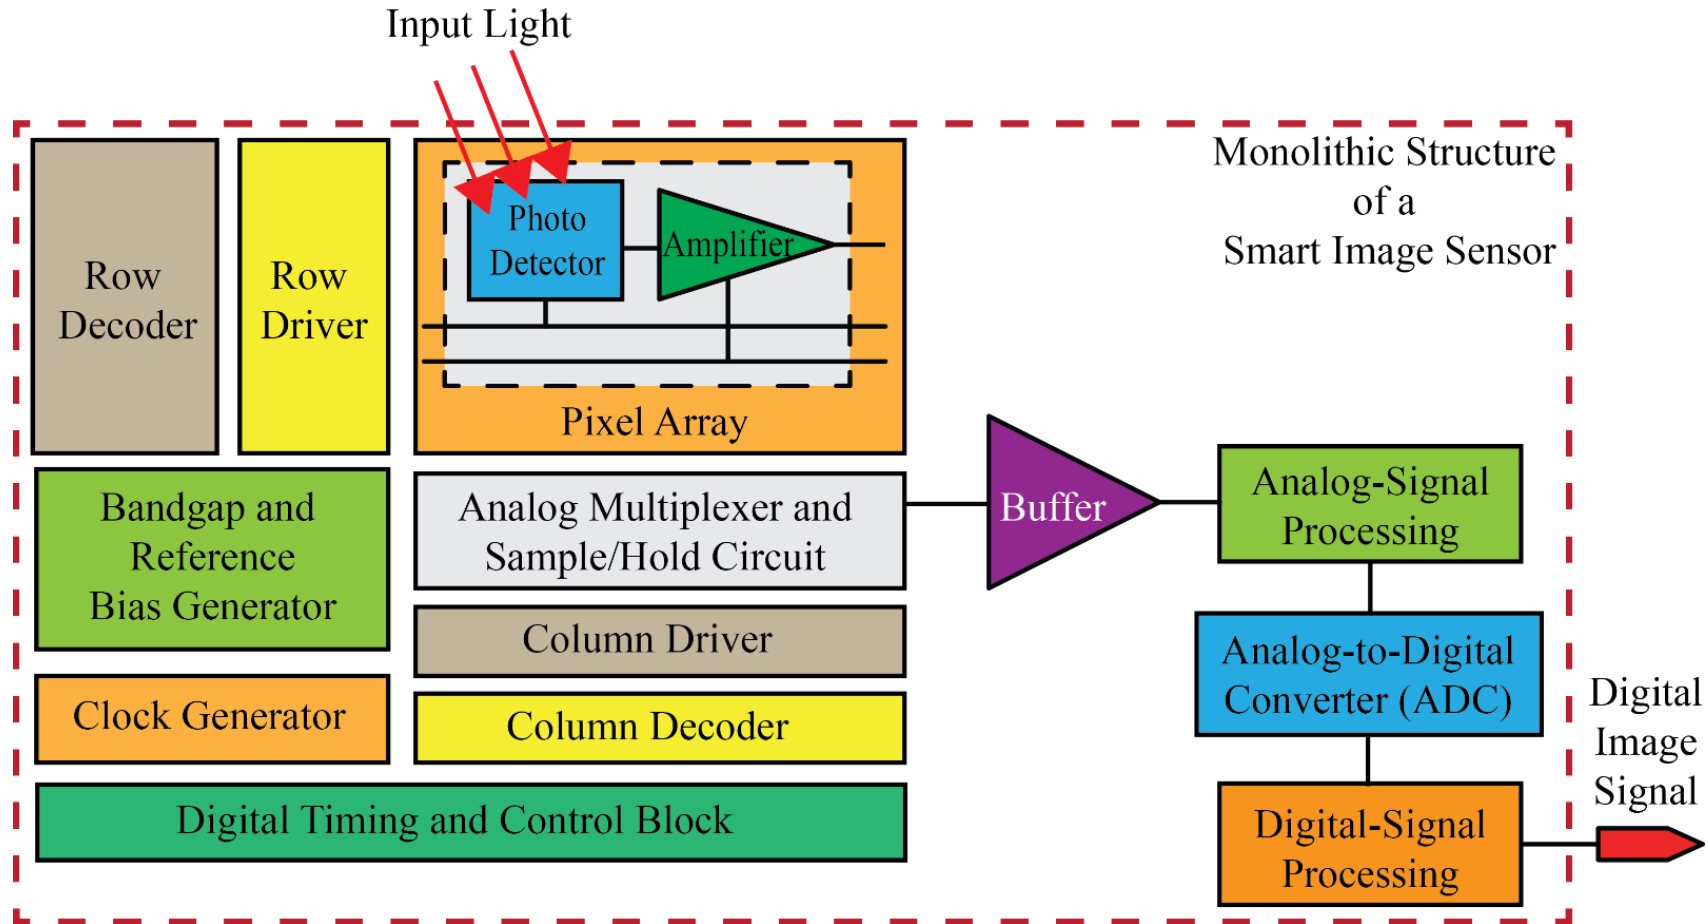 Input Light
Monolithic Structure
of a
Smart Image Sensor
Row
Decoder
Row
Driver
Photo
Detector
Amplifier
Pixel Array
Bandgap and
Reference
Bias Generator
Analog Multiplexer and
Sample/Hold Circuit
Buffer
Analog-Signal
Processing
Column Driver
Analog-to-Digital
Converter (ADC)
Clock Generator
Column Decoder
Digital
Image
Signal
Digital Timing and Control Block
Digital-Signal
Processing